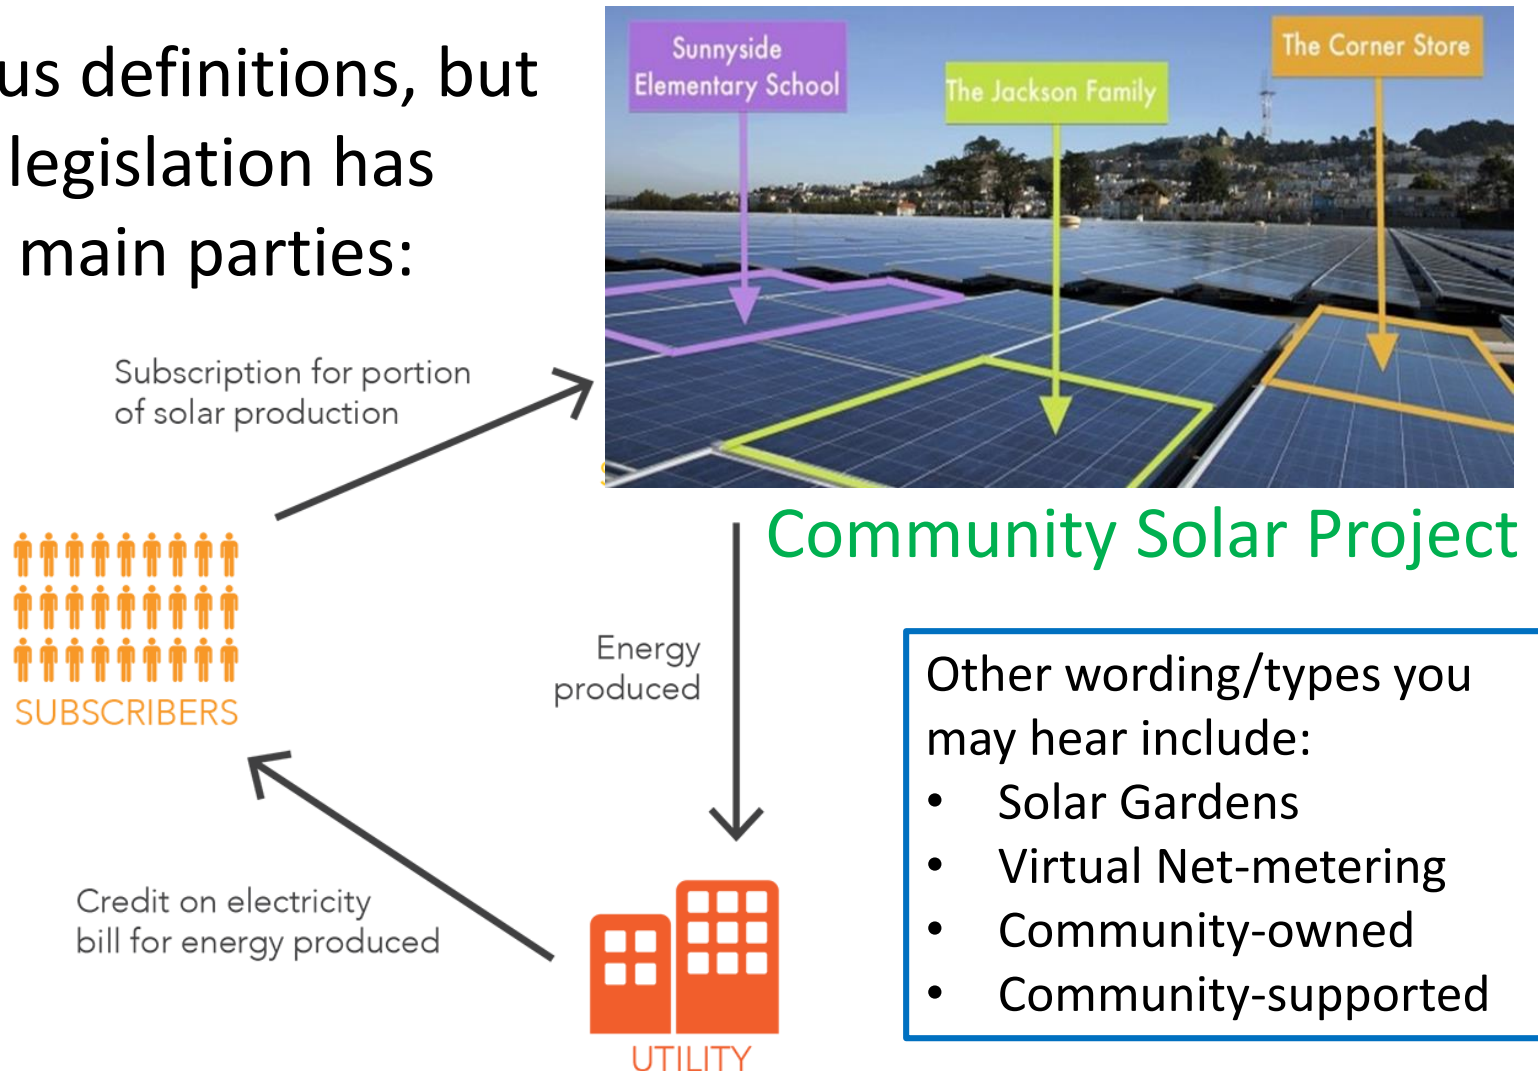 us definitions, but
legislation has
main parties:
Sunnyside
Elementary School
The Jackson Family
The Corner Store
Subscription for portion
of solar production
Community Solar Project
SUBSCRIBERS
Energy
produced
Credit on electricity
bill for energy produced
UTILITY
Other wording/types you
may hear include:
• Solar Gardens
• Virtual Net-metering
• Community-owned
• Community-supported